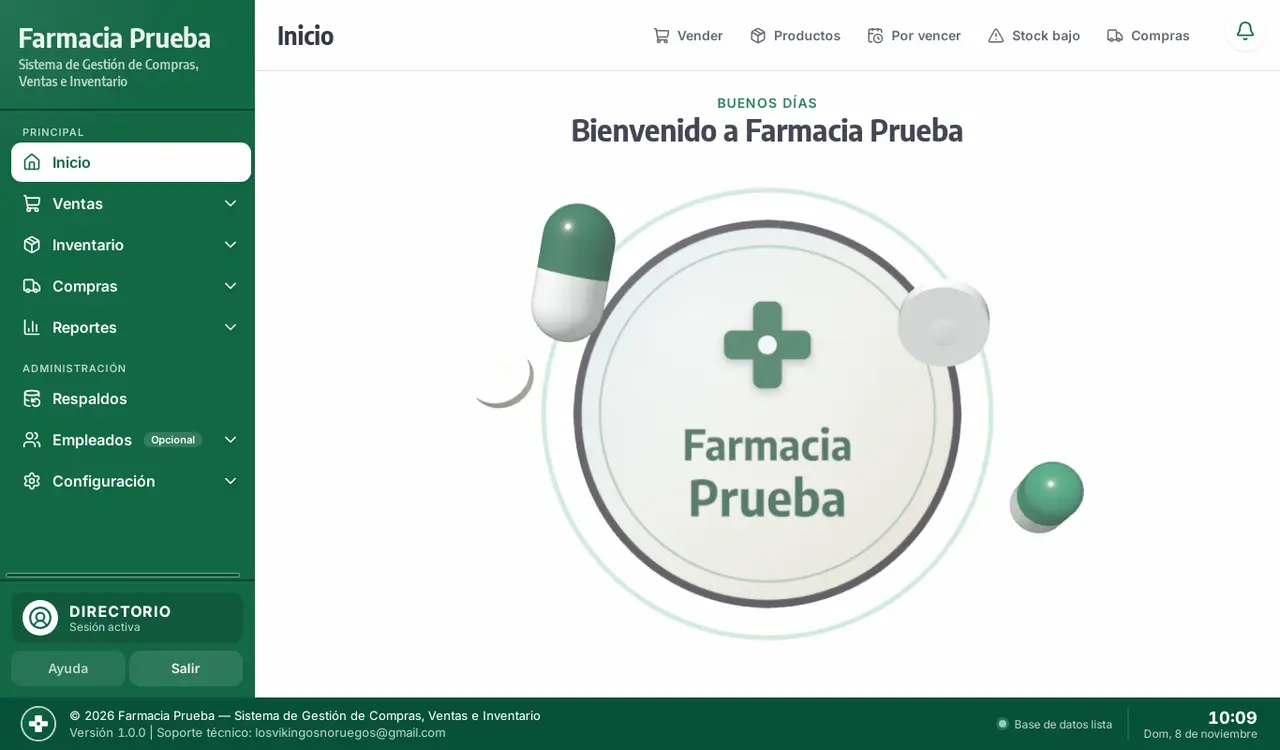 Farmacia Prueba
Sistema de Gestión de Compras,
Ventas e Inventario
PRINCIPAL
Inicio
Ventas
Inventario
Compras
Reportes
ADMINISTRACIÓN
Respaldos
Empleados Opcional
Configuración
DIRECTORIO
Sesión activa
Ayuda Salir
Inicio
Vender Productos Por vencer Stock bajo Compras
BUENOS DÍAS
Bienvenido a Farmacia Prueba
Farmacia
Prueba
© 2026 Farmacia Prueba — Sistema de Gestión de Compras, Ventas e Inventario
Versión 1.0.0 | Soporte técnico: losvikingosnoruegos@gmail.com
Base de datos lista
10:09
Dom, 8 de noviembre